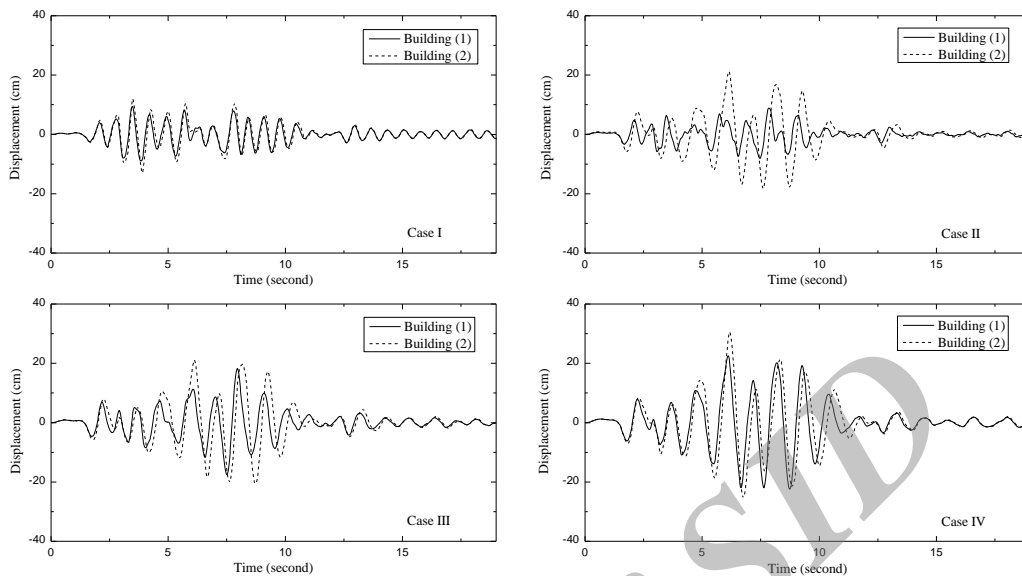 40
20
0
-20
-40
Displacement (cm)
Building (1)
Building (2)
Case I
0 5 10 15
Time (second)
40
20
0
-20
-40
Displacement (cm)
Building (1)
Building (2)
Case II
0 5 10 15
Time (second)
40
20
0
-20
-40
Displacement (cm)
Building (1)
Building (2)
Case III
0 5 10 15
Time (second)
40
20
0
-20
-40
Displacement (cm)
Building (1)
Building (2)
Case IV
0 5 10 15
Time (second)
SID